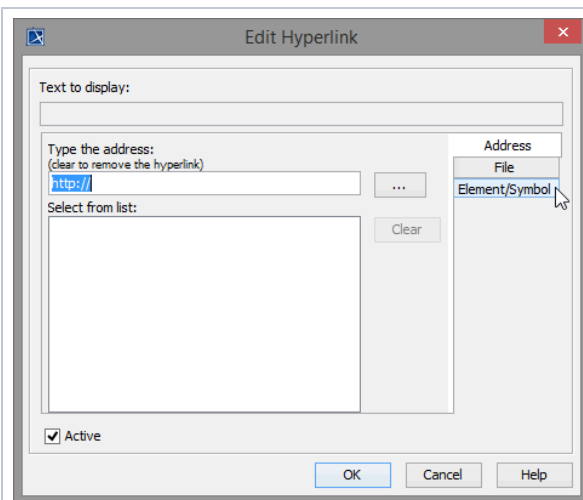 Edit Hyperlink
Text to display:
Type the address:
(clear to remove the hyperlink)
http://
...
Select from list:
Clear
Address
File
Element/Symbol
Active
OK
Cancel
Help